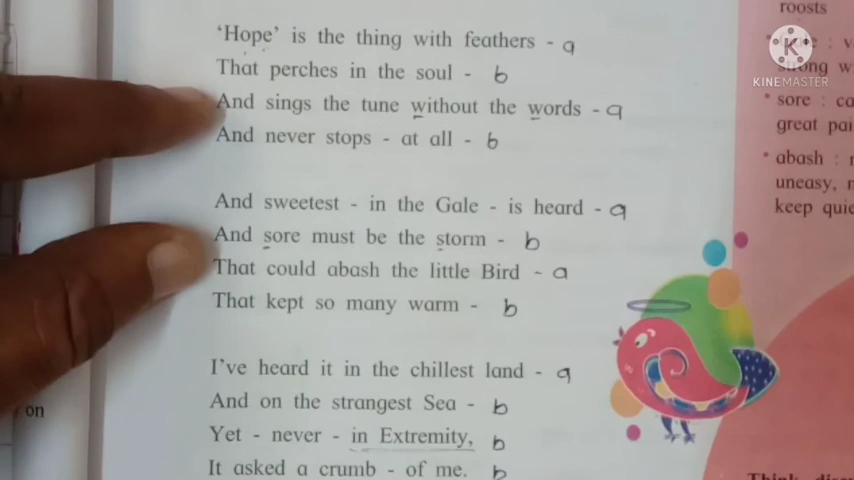 'Hope' is the thing with feathers - a
That perches in the soul - b
And sings the tune without the words - a
And never stops - at all - b
And sweetest - in the Gale - is heard - a
And sore must be the storm - b
That could abash the little Bird - a
That kept so many warm - b
I've heard it in the chillest land - a
And on the strangest Sea - b
Yet - never - in Extremity, b
It asked a crumb - of me. b
on
roosts
strong w
KINEMASTER
• sore : ca
great pai
• abash :
uneasy,
keep quie